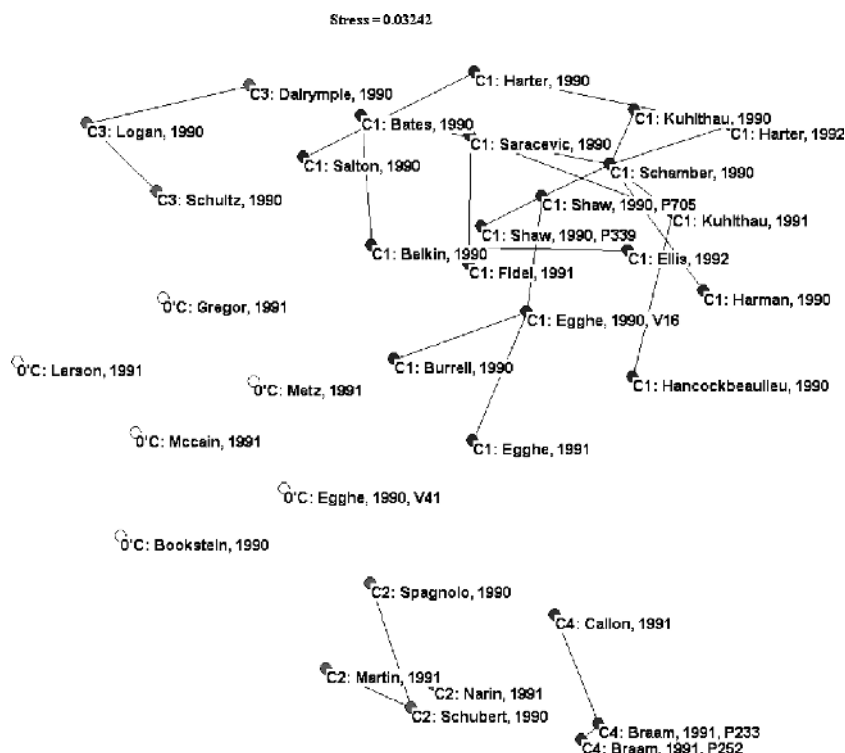 Stress = 0.03242
C1: Harter, 1990
C3: Dalrymple, 1990
C1: Kuhlthau, 1990
C1: Bates, 1990
C3: Logan, 1990
C1: Harter, 1992
C1: Saracevic, 1990
C1: Salton, 1990
C1: Schamber, 1990
C3: Schultz, 1990
C1: Shaw, 1990, P705
C1: Kuhlthau, 1991
C1: Shaw, 1990, P339
C1: Belkin, 1990
C1: Ellis, 1992
C1: Fidel, 1991
C1: Harman, 1990
0'C: Gregor, 1991
C1: Egghe, 1990, V16
C1: Burrell, 1990
0'C: Larson, 1991
C1: Hancockbeaulieu, 1990
0'C: Metz, 1991
0'C: Mccain, 1991
C1: Egghe, 1991
0'C: Egghe, 1990, V41
0'C: Bookstein, 1990
C2: Spagnolo, 1990
C4: Callon, 1991
C2: Martin, 1991
C2: Narin, 1991
C2: Schubert, 1990
C4: Braam, 1991, P233
C4: Braam, 1991, P252